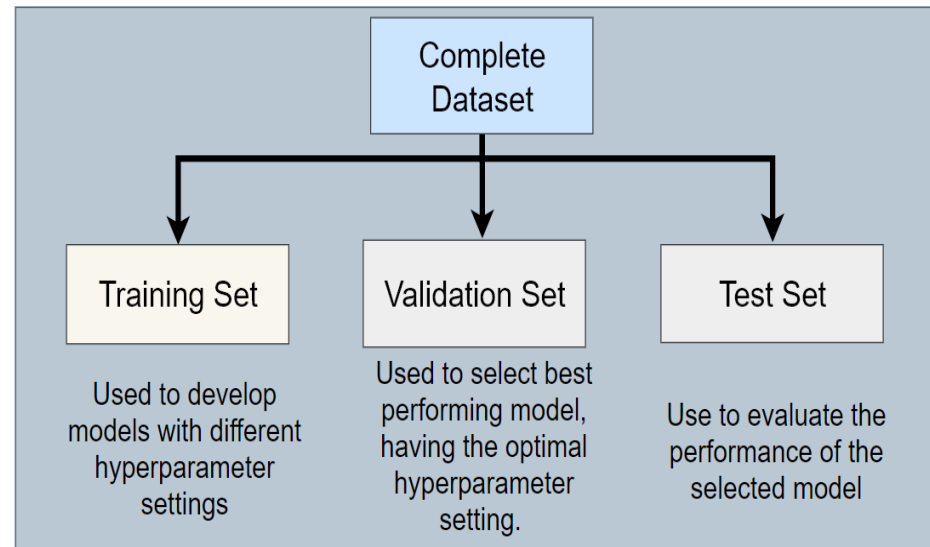 Complete
Dataset
Training Set
Validation Set
Test Set
Used to develop
models with different
hyperparameter
settings
Used to select best
performing model,
having the optimal
hyperparameter
setting.
Use to evaluate the
performance of the
selected model